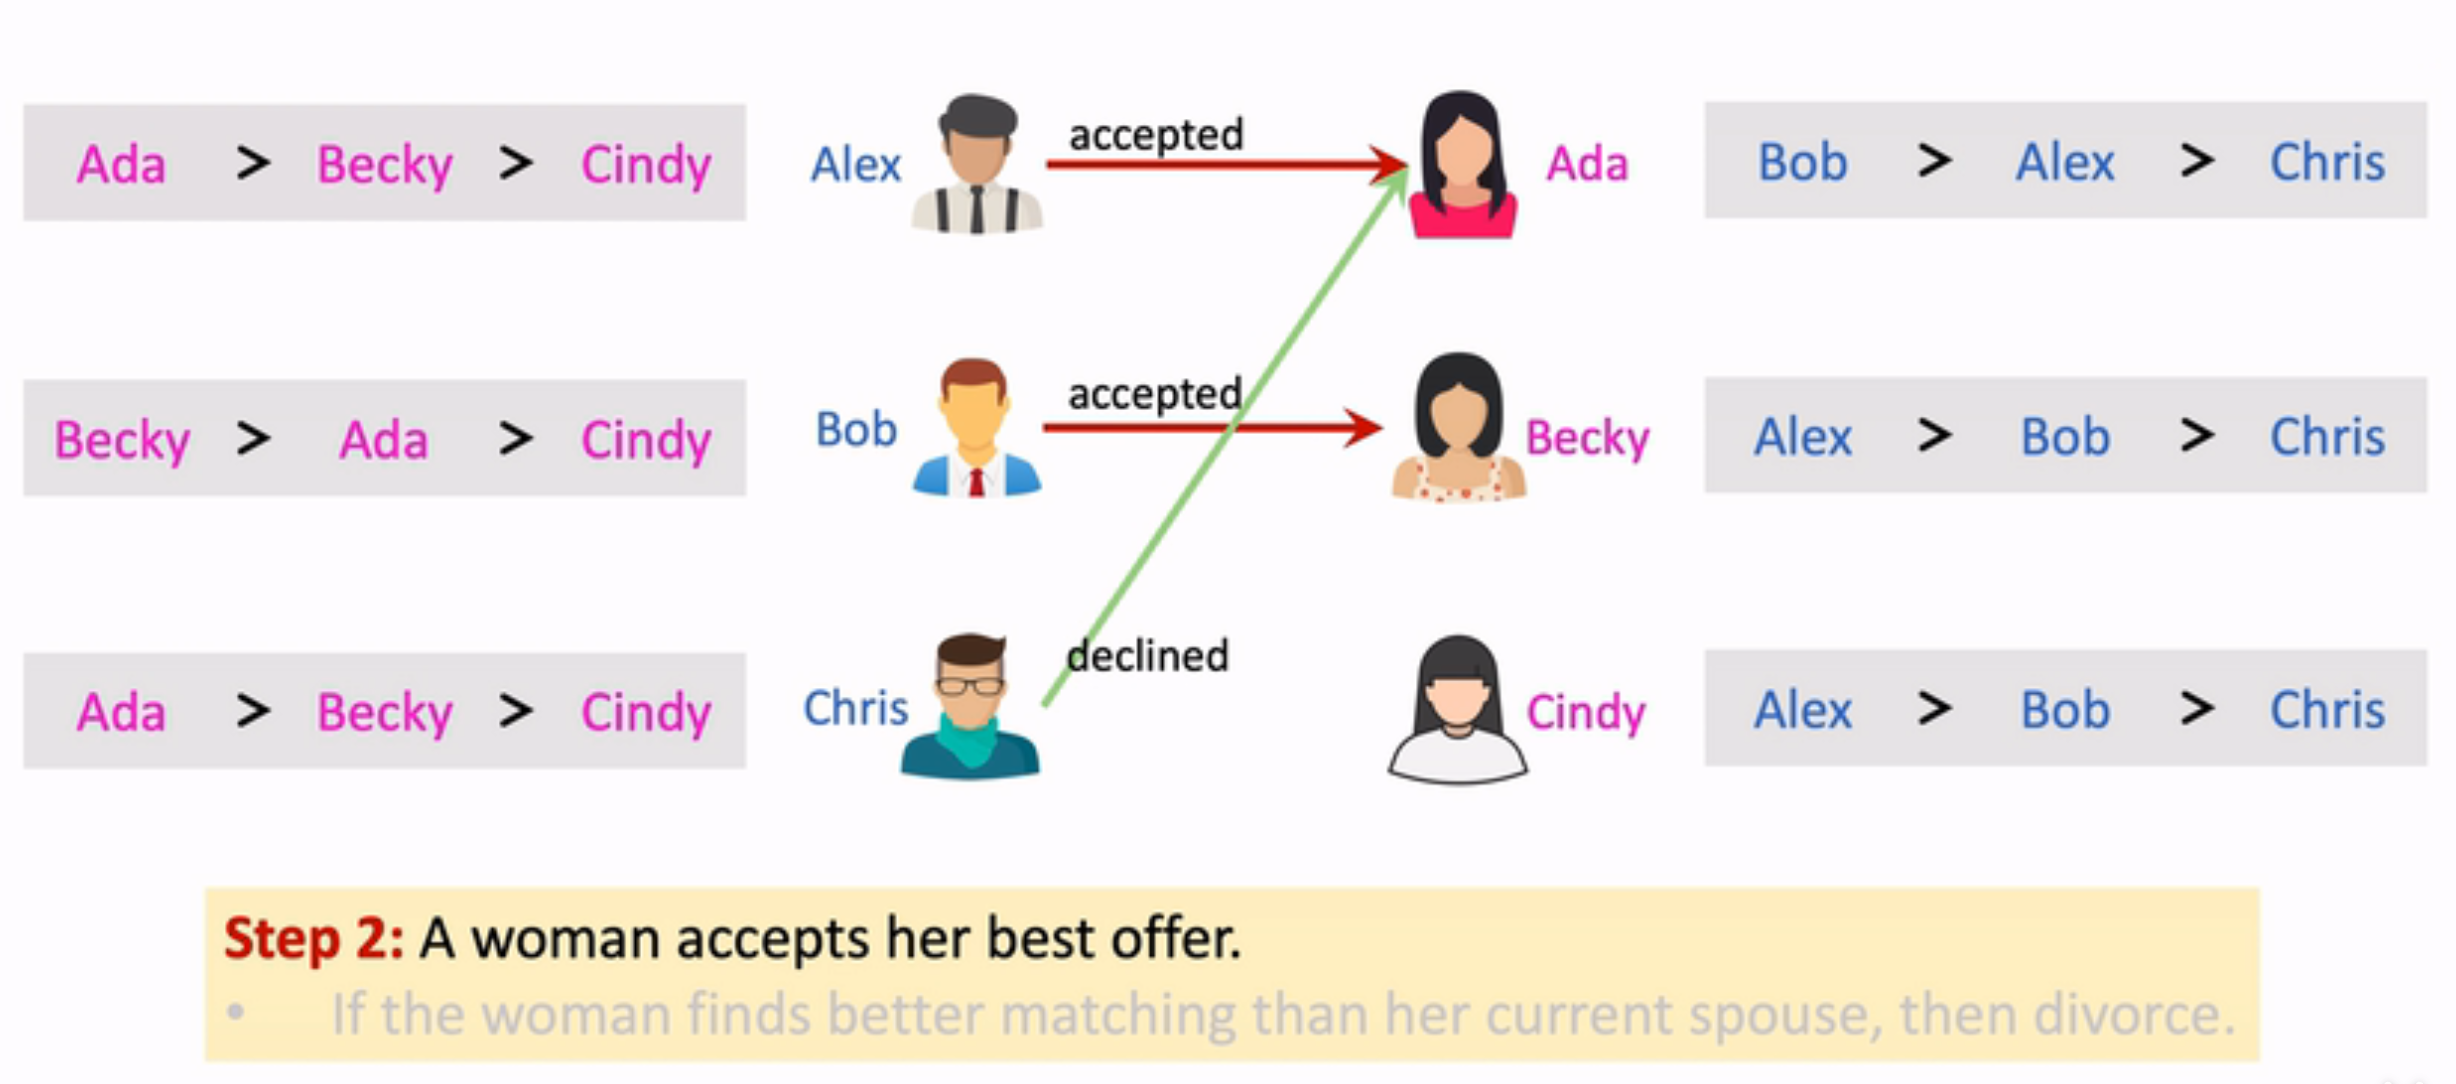 accepted
Ada > Becky > Cindy Alex Ada Bob > Alex > Chris
accepted
Becky > Ada > Cindy Bob Becky Alex > Bob > Chris
declined
Ada > Becky > Cindy Chris Cindy Alex > Bob > Chris
Step 2: A woman accepts her best offer.
• If the woman finds better matching than her current spouse, then divorce.